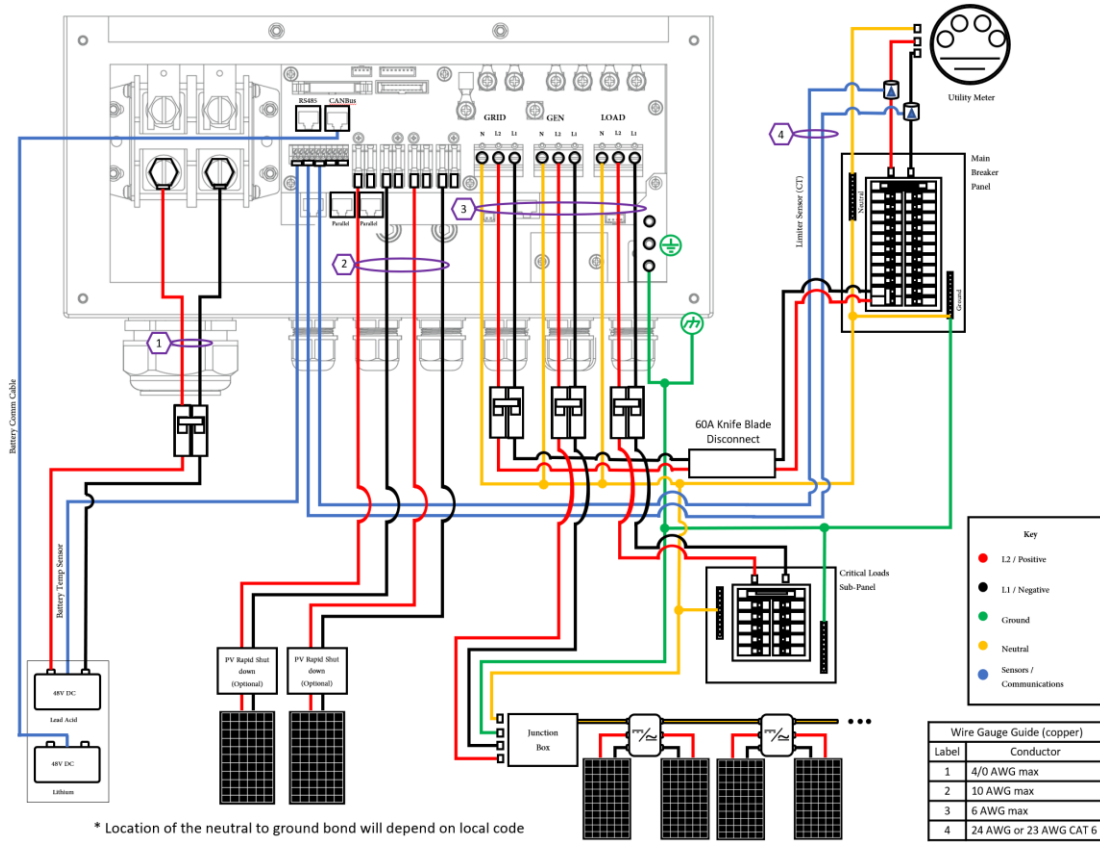 RS485
CANBus
GRID
GEN
LOAD
N L2 L1
N L2 L1
N L2 L1
Parallel
Parallel
1
2
3
4
Utility Meter
Main
Breaker
Panel
Neutral
Ground
Limiter Sensor (CT)
Battery Comm Cable
Battery Temp Sensor
60A Knife Blade
Disconnect
Critical Loads
Sub-Panel
PV Rapid Shut
down
(Optional)
PV Rapid Shut
down
(Optional)
48V DC
Lead Acid
48V DC
Lithium
Junction
Box
Key
L2 / Positive
L1 / Negative
Ground
Neutral
Sensors /
Communications
Wire Gauge Guide (copper)
Label Conductor
1 4/0 AWG max
2 10 AWG max
3 6 AWG max
4 24 AWG or 23 AWG CAT 6
* Location of the neutral to ground bond will depend on local code